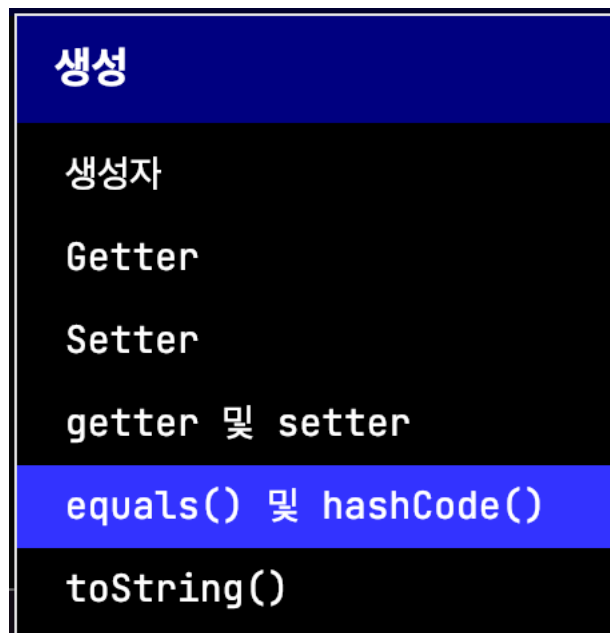 생성
생성자
Getter
Setter
getter 및 setter
equals() 및 hashCode()
toString()